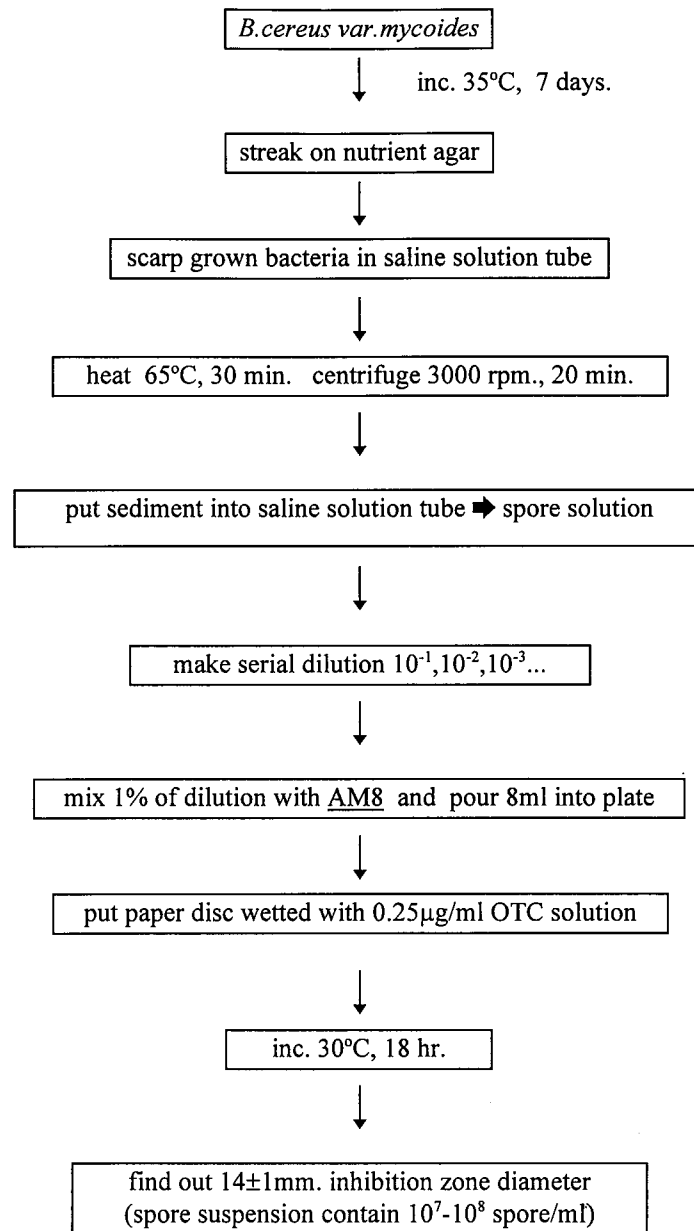 B.cereus var.mycoides
inc. 35ºC, 7 days.
streak on nutrient agar
scarp grown bacteria in saline solution tube
heat 65ºC, 30 min. centrifuge 3000 rpm., 20 min.
put sediment into saline solution tube ➨ spore solution
make serial dilution 10⁻¹,10⁻²,10⁻³...
mix 1% of dilution with AM8 and pour 8ml into plate
put paper disc wetted with 0.25µg/ml OTC solution
inc. 30ºC, 18 hr.
find out 14±1mm. inhibition zone diameter
(spore suspension contain 10⁷-10⁸ spore/ml)